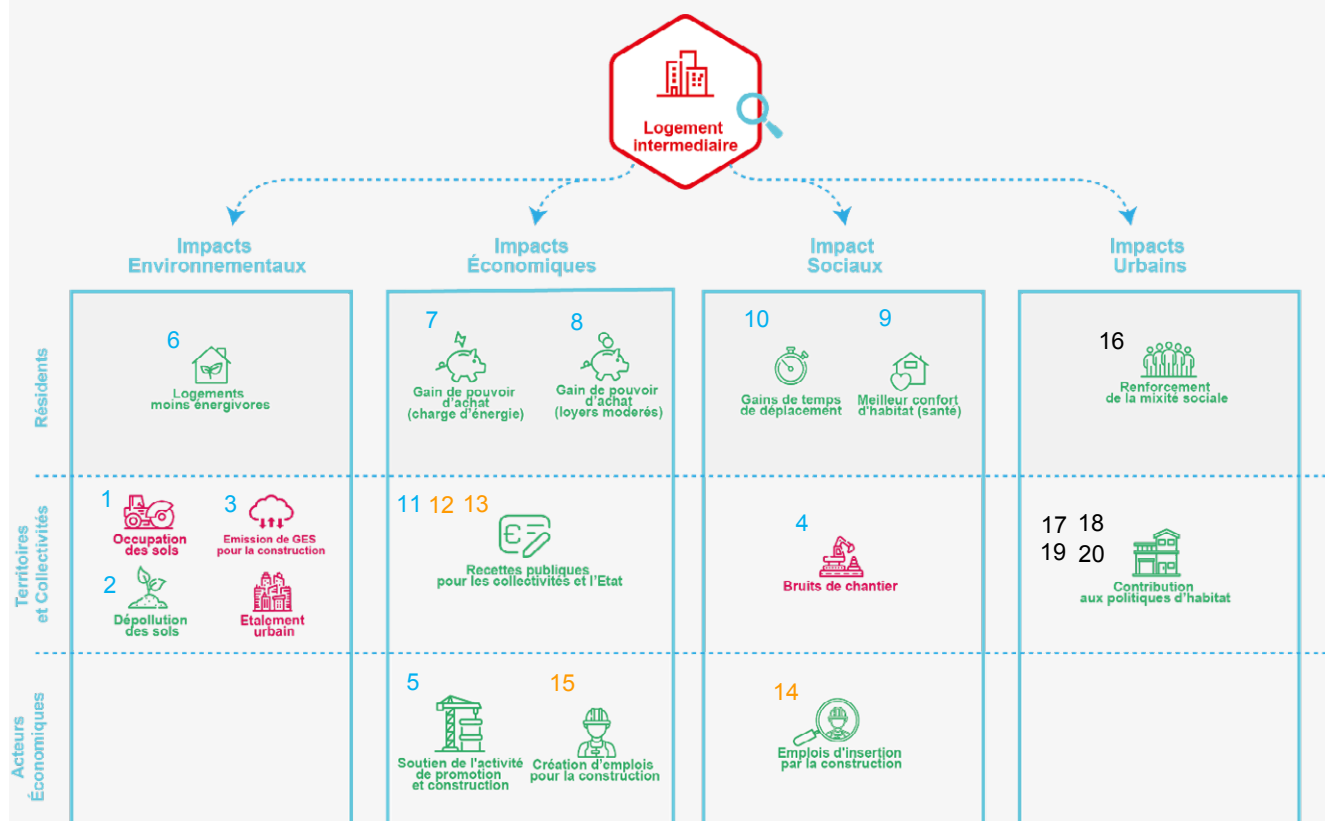 Logement
intermediaire
Impacts
Environnementaux
Impacts
Économiques
Impact
Sociaux
Impacts
Urbains
Résidents
6
Logements
moins énergivores
7
Gain de pouvoir
d'achat
(charge d'énergie)
8
Gain de pouvoir
d'achat
(loyers moderés)
10
Gains de temps
de déplacement
9
Meilleur confort
d'habitat (santé)
16
Renforcement
de la mixité sociale
Territoires
et Collectivités
1
Occupation
des sols
3
Emission de GES
pour la construction
2
Dépollution
des sols
Etalement
urbain
11 12 13
€
Recettes publiques
pour les collectivités et l'Etat
4
Bruits de chantier
17 18
19 20
Contribution
aux politiques d'habitat
Acteurs
Économiques
5
Soutien de l'activité
de promotion
et construction
15
Création d'emplois
pour la construction
14
Emplois d'insertion
par la construction